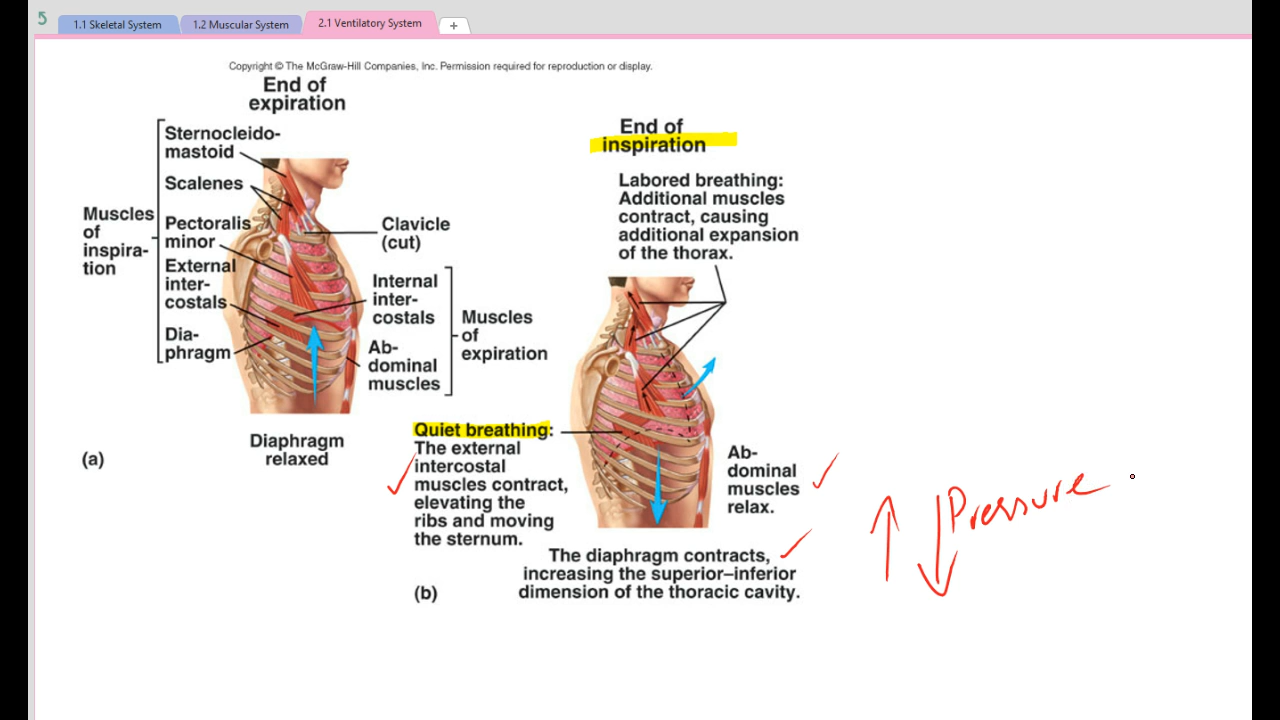 1.1 Skeletal System
1.2 Muscular System
2.1 Ventilatory System
+
Copyright © The McGraw-Hill Companies, Inc. Permission required for reproduction or display.
End of
expiration
Sternocleido-
mastoid
Scalenes
Muscles
of
inspira-
tion
Pectoralis
minor
External
inter-
costals
Dia-
phragm
Clavicle
(cut)
Internal
inter-
costals
Muscles
of
expiration
Ab-
dominal
muscles
Diaphragm
relaxed
(a)
End of
inspiration
Labored breathing:
Additional muscles
contract, causing
additional expansion
of the thorax.
Quiet breathing:
The external
intercostal
muscles contract,
elevating the
ribs and moving
the sternum.
Ab-
dominal
muscles
relax.
The diaphragm contracts,
increasing the superior–inferior
dimension of the thoracic cavity.
(b)
Pressure